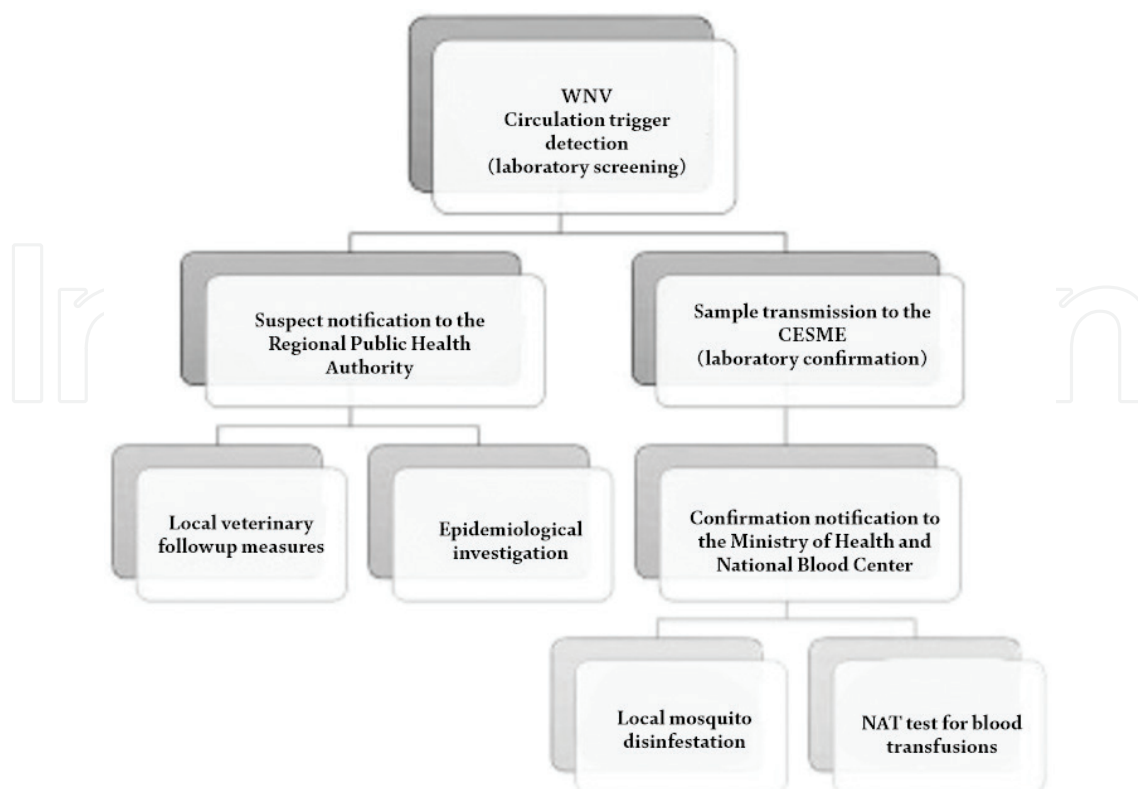 WNV
Circulation trigger
detection
(laboratory screening)
Suspect notification to the
Regional Public Health
Authority
Sample transmission to the
CESME
(laboratory confirmation)
Local veterinary
followup measures
Epidemiological
investigation
Confirmation notification to
the Ministry of Health and
National Blood Center
Local mosquito
disinfestation
NAT test for blood
transfusions